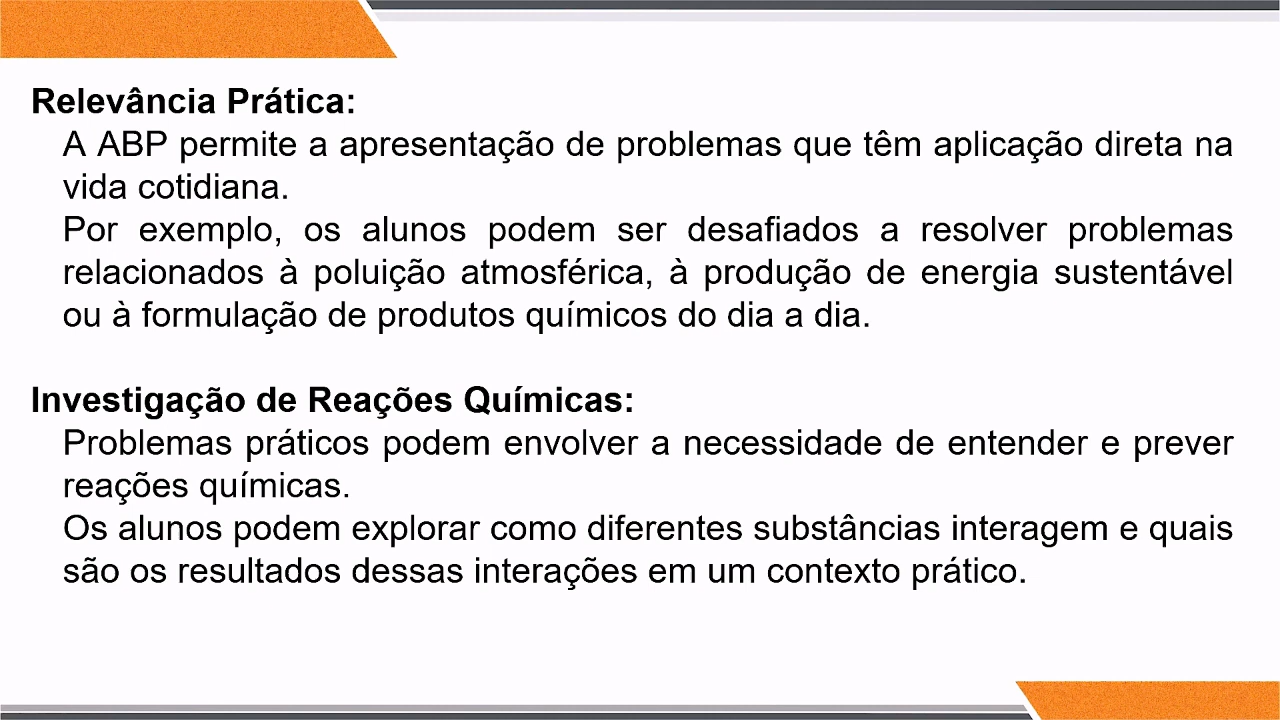 Relevância Prática:
A ABP permite a apresentação de problemas que têm aplicação direta na
vida cotidiana.
Por exemplo, os alunos podem ser desafiados a resolver problemas
relacionados à poluição atmosférica, à produção de energia sustentável
ou à formulação de produtos químicos do dia a dia.
Investigação de Reações Químicas:
Problemas práticos podem envolver a necessidade de entender e prever
reações químicas.
Os alunos podem explorar como diferentes substâncias interagem e quais
são os resultados dessas interações em um contexto prático.